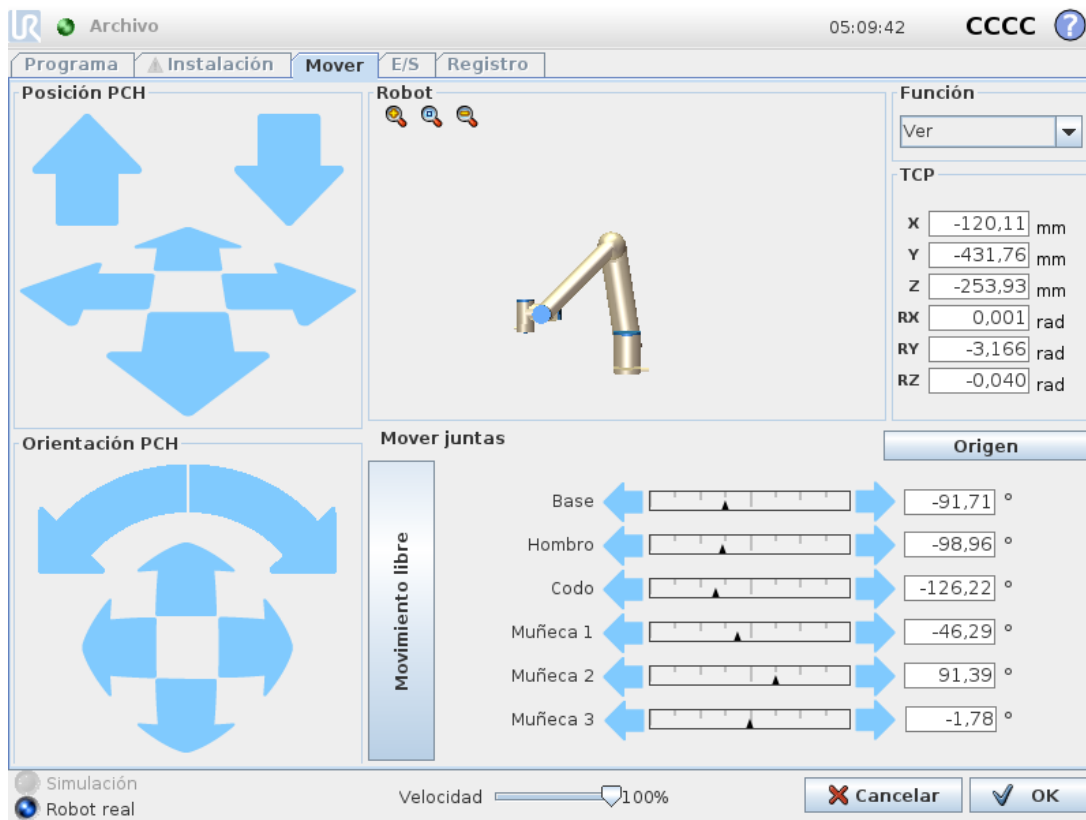 UR Archivo 05:09:42 CCCC ?
Programa Instalación Mover E/S Registro
Posición PCH
Robot
Función
Ver
TCP
X -120,11 mm
Y -431,76 mm
Z -253,93 mm
RX 0,001 rad
RY -3,166 rad
RZ -0,040 rad
Orientación PCH
Mover juntas
Origen
Movimiento libre
Base -91,71 °
Hombro -98,96 °
Codo -126,22 °
Muñeca 1 -46,29 °
Muñeca 2 91,39 °
Muñeca 3 -1,78 °
Simulación
Robot real
Velocidad 100%
Cancelar
OK